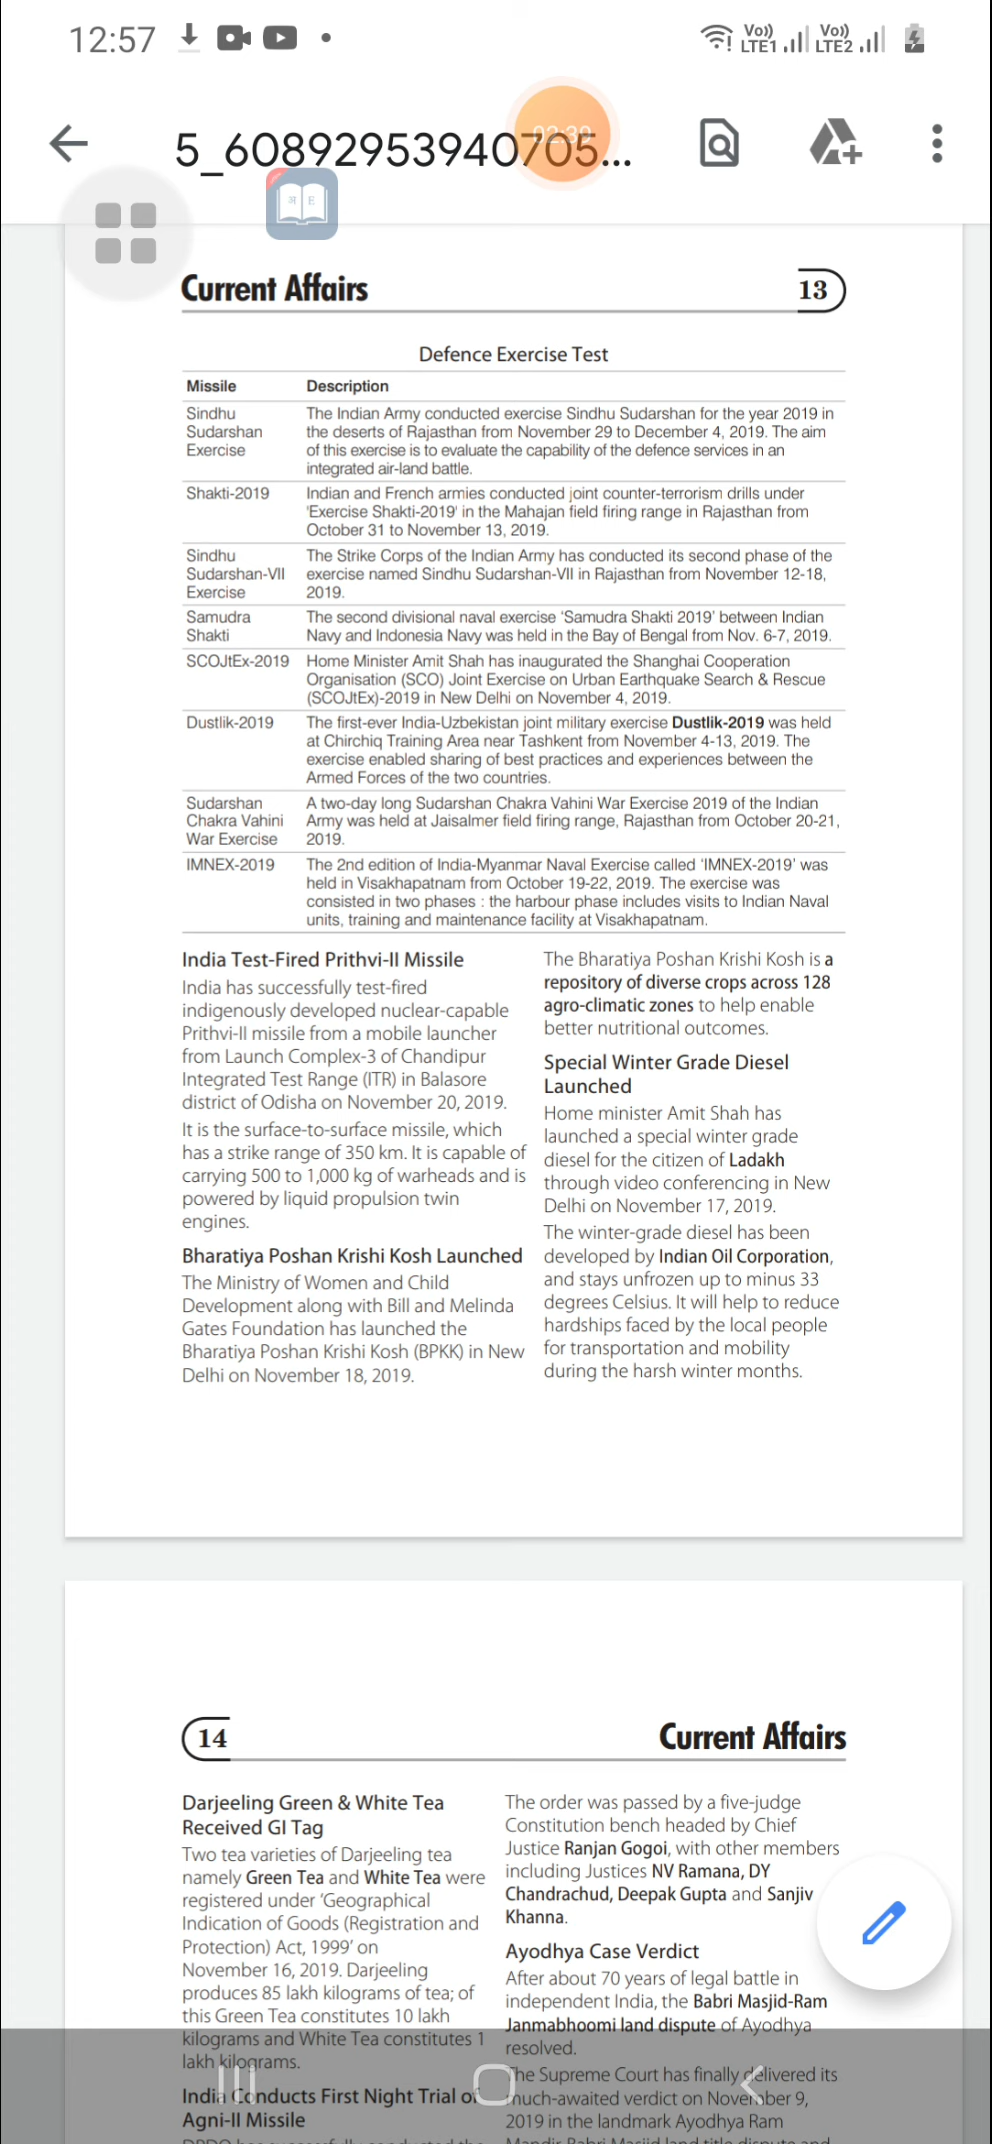 12:57
Vo)) LTE1 Vo)) LTE2
5_60892953940705...
02:39
अ E
Current Affairs
13
Defence Exercise Test
Missile Description
Sindhu Sudarshan Exercise
The Indian Army conducted exercise Sindhu Sudarshan for the year 2019 in
the deserts of Rajasthan from November 29 to December 4, 2019. The aim
of this exercise is to evaluate the capability of the defence services in an
integrated air-land battle.
Shakti-2019
Indian and French armies conducted joint counter-terrorism drills under
'Exercise Shakti-2019' in the Mahajan field firing range in Rajasthan from
October 31 to November 13, 2019.
Sindhu
Sudarshan-VII
Exercise
The Strike Corps of the Indian Army has conducted its second phase of the
exercise named Sindhu Sudarshan-VII in Rajasthan from November 12-18,
2019.
Samudra
Shakti
The second divisional naval exercise ‘Samudra Shakti 2019’ between Indian
Navy and Indonesia Navy was held in the Bay of Bengal from Nov. 6-7, 2019.
SCOJtEx-2019
Home Minister Amit Shah has inaugurated the Shanghai Cooperation
Organisation (SCO) Joint Exercise on Urban Earthquake Search & Rescue
(SCOJtEx)-2019 in New Delhi on November 4, 2019.
Dustlik-2019
The first-ever India-Uzbekistan joint military exercise Dustlik-2019 was held
at Chirchiq Training Area near Tashkent from November 4-13, 2019. The
exercise enabled sharing of best practices and experiences between the
Armed Forces of the two countries.
Sudarshan
Chakra Vahini
War Exercise
A two-day long Sudarshan Chakra Vahini War Exercise 2019 of the Indian
Army was held at Jaisalmer field firing range, Rajasthan from October 20-21,
2019.
IMNEX-2019
The 2nd edition of India-Myanmar Naval Exercise called ‘IMNEX-2019’ was
held in Visakhapatnam from October 19-22, 2019. The exercise was
consisted in two phases : the harbour phase includes visits to Indian Naval
units, training and maintenance facility at Visakhapatnam.
India Test-Fired Prithvi-II Missile
India has successfully test-fired
indigenously developed nuclear-capable
Prithvi-II missile from a mobile launcher
from Launch Complex-3 of Chandipur
Integrated Test Range (ITR) in Balasore
district of Odisha on November 20, 2019.
It is the surface-to-surface missile, which
has a strike range of 350 km. It is capable of
carrying 500 to 1,000 kg of warheads and is
powered by liquid propulsion twin
engines.
Bharatiya Poshan Krishi Kosh Launched
The Ministry of Women and Child
Development along with Bill and Melinda
Gates Foundation has launched the
Bharatiya Poshan Krishi Kosh (BPKK) in New
Delhi on November 18, 2019.
The Bharatiya Poshan Krishi Kosh is a
repository of diverse crops across 128
agro-climatic zones to help enable
better nutritional outcomes.
Special Winter Grade Diesel
Launched
Home minister Amit Shah has
launched a special winter grade
diesel for the citizen of Ladakh
through video conferencing in New
Delhi on November 17, 2019.
The winter-grade diesel has been
developed by Indian Oil Corporation,
and stays unfrozen up to minus 33
degrees Celsius. It will help to reduce
hardships faced by the local people
for transportation and mobility
during the harsh winter months.
14
Current Affairs
Darjeeling Green & White Tea
Received GI Tag
Two tea varieties of Darjeeling tea
namely Green Tea and White Tea were
registered under ‘Geographical
Indication of Goods (Registration and
Protection) Act, 1999’ on
November 16, 2019. Darjeeling
produces 85 lakh kilograms of tea; of
this Green Tea constitutes 10 lakh
kilograms and White Tea constitutes 1
lakh kilograms.
India Conducts First Night Trial of
Agni-II Missile
The order was passed by a five-judge
Constitution bench headed by Chief
Justice Ranjan Gogoi, with other members
including Justices NV Ramana, DY
Chandrachud, Deepak Gupta and Sanjiv
Khanna.
Ayodhya Case Verdict
After about 70 years of legal battle in
independent India, the Babri Masjid-Ram
Janmabhoomi land dispute of Ayodhya
resolved.
The Supreme Court has finally delivered its
much-awaited verdict on November 9,
2019 in the landmark Ayodhya Ram